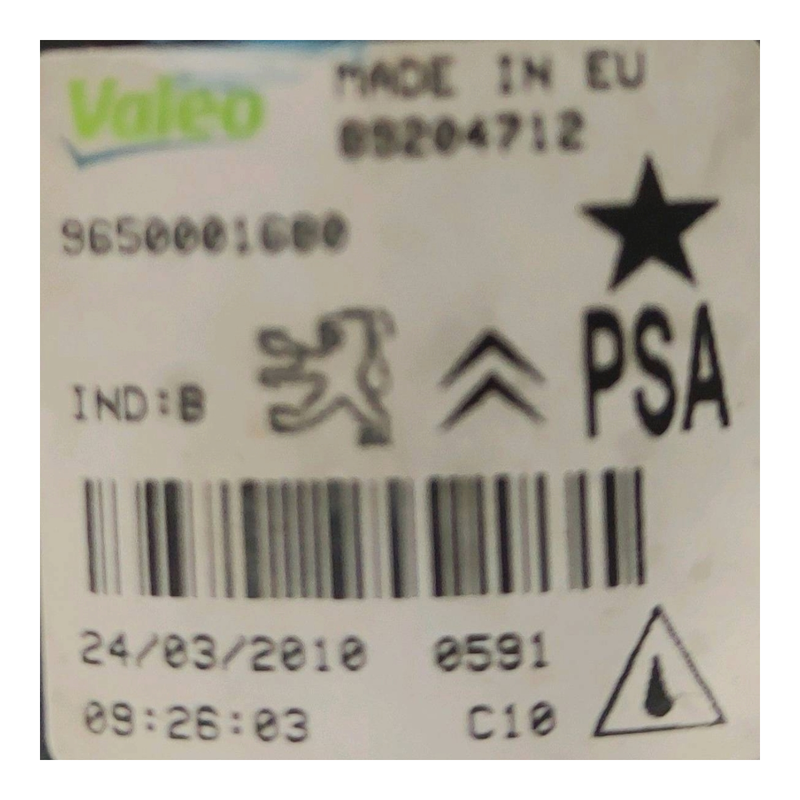 Valeo MADE IN EU
89204712
9650001680
IND:B PSA
24/03/2010 0591
09:26:03 C10